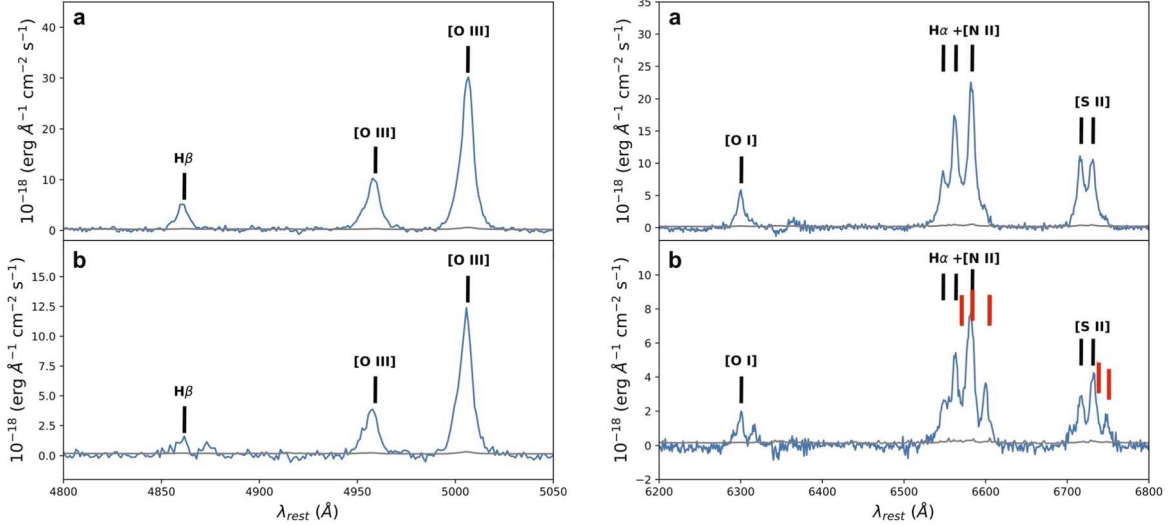 a
[O III]
[O III]
Hβ
40
30
20
10
0
10⁻¹⁸ (erg Å⁻¹ cm⁻² s⁻¹)
b
[O III]
[O III]
Hβ
15.0
12.5
10.0
7.5
5.0
2.5
0.0
10⁻¹⁸ (erg Å⁻¹ cm⁻² s⁻¹)
4800 4850 4900 4950 5000 5050
λrest (Å)
a
Hα +[N II]
[S II]
[O I]
35
30
25
20
15
10
5
0
10⁻¹⁸ (erg Å⁻¹ cm⁻² s⁻¹)
b
Hα +[N II]
[S II]
[O I]
10
8
6
4
2
0
−2
10⁻¹⁸ (erg Å⁻¹ cm⁻² s⁻¹)
6200 6300 6400 6500 6600 6700 6800
λrest (Å)